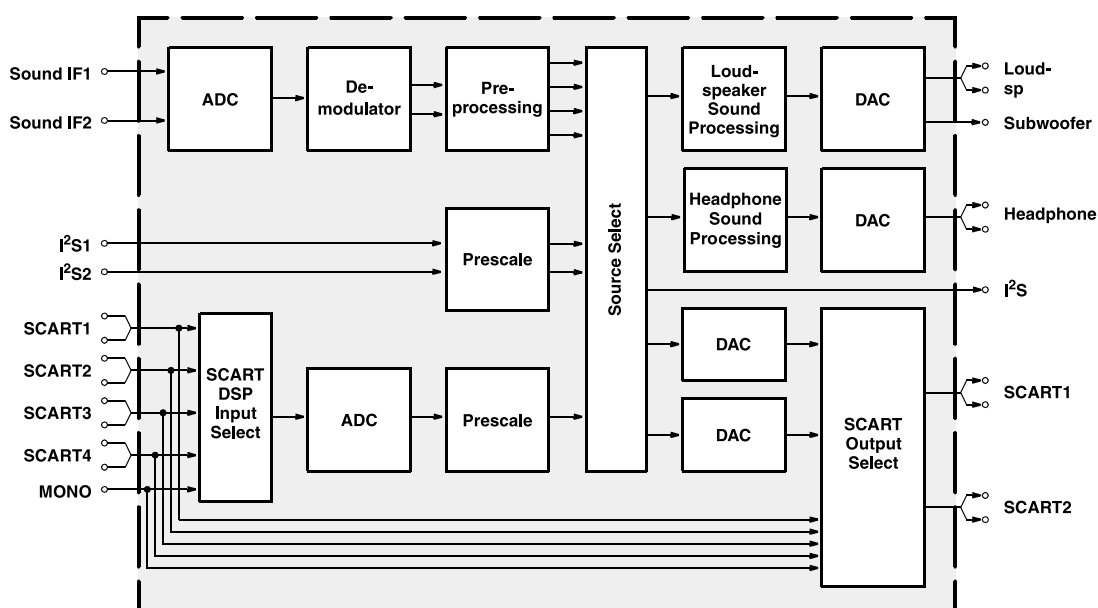 Sound IF1
Sound IF2
ADC
De-
modulator
Pre-
processing
Loud-
speaker
Sound
Processing
DAC
Loud-
sp
Subwoofer
Headphone
Sound
Processing
DAC
Headphone
I²S1
I²S2
Prescale
Source Select
I²S
SCART1
SCART2
SCART3
SCART4
MONO
SCART
DSP
Input
Select
ADC
Prescale
DAC
DAC
SCART
Output
Select
SCART1
SCART2